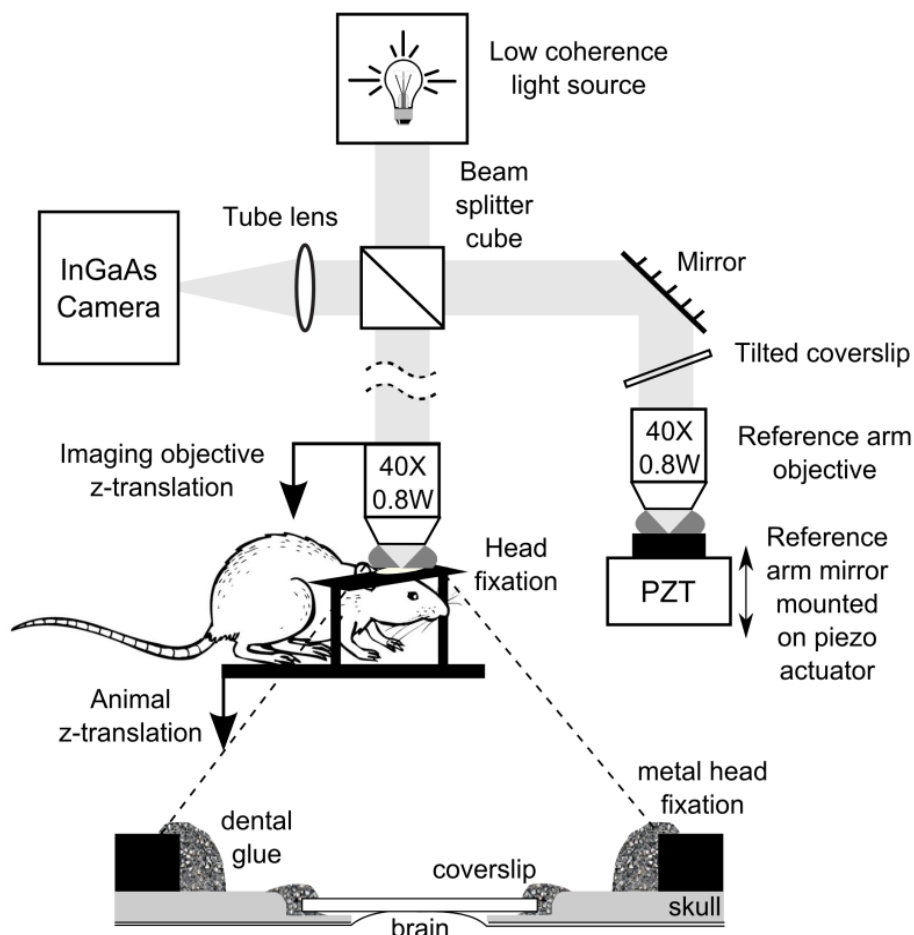 Low coherence
light source
Beam
splitter
cube
Tube lens
InGaAs
Camera
Mirror
Tilted coverslip
Imaging objective
z-translation
40X
0.8W
40X
0.8W
Reference arm
objective
Head
fixation
PZT
Reference
arm mirror
mounted
on piezo
actuator
Animal
z-translation
metal head
fixation
dental
glue
coverslip
skull
brain